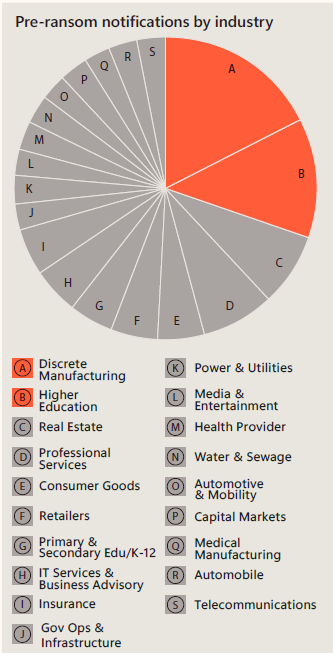 Pre-ransom notifications by industry
S
R
Q
P
O
N
M
L
K
J
I
H
G
F
E
D
C
B
A
A Discrete
Manufacturing
B Higher
Education
C Real Estate
D Professional
Services
E Consumer Goods
F Retailers
G Primary &
Secondary Edu/K-12
H IT Services &
Business Advisory
I Insurance
J Gov Ops &
Infrastructure
K Power & Utilities
L Media &
Entertainment
M Health Provider
N Water & Sewage
O Automotive
& Mobility
P Capital Markets
Q Medical
Manufacturing
R Automobile
S Telecommunications